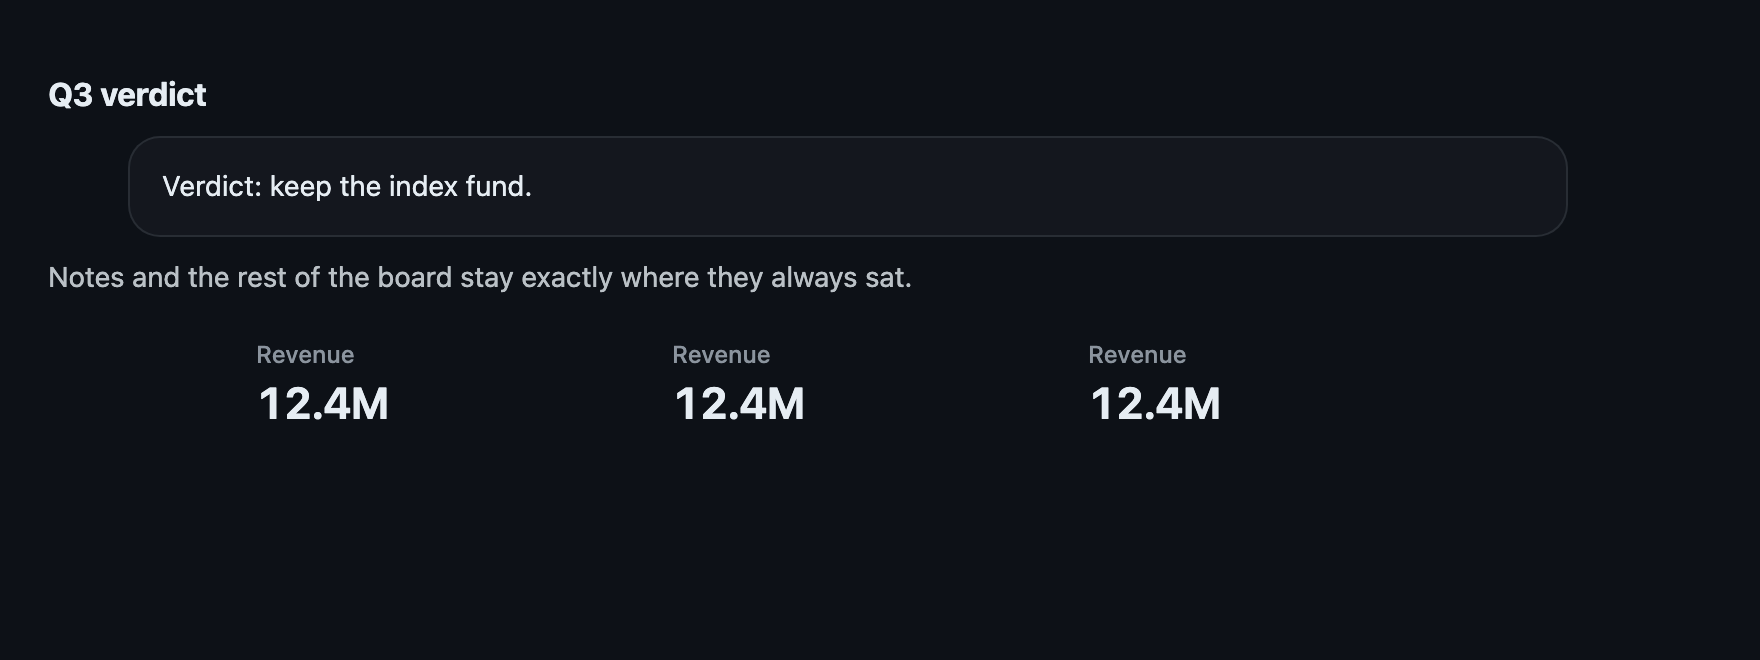 Q3 verdict
Verdict: keep the index fund.
Notes and the rest of the board stay exactly where they always sat.
Revenue Revenue Revenue
12.4M 12.4M 12.4M